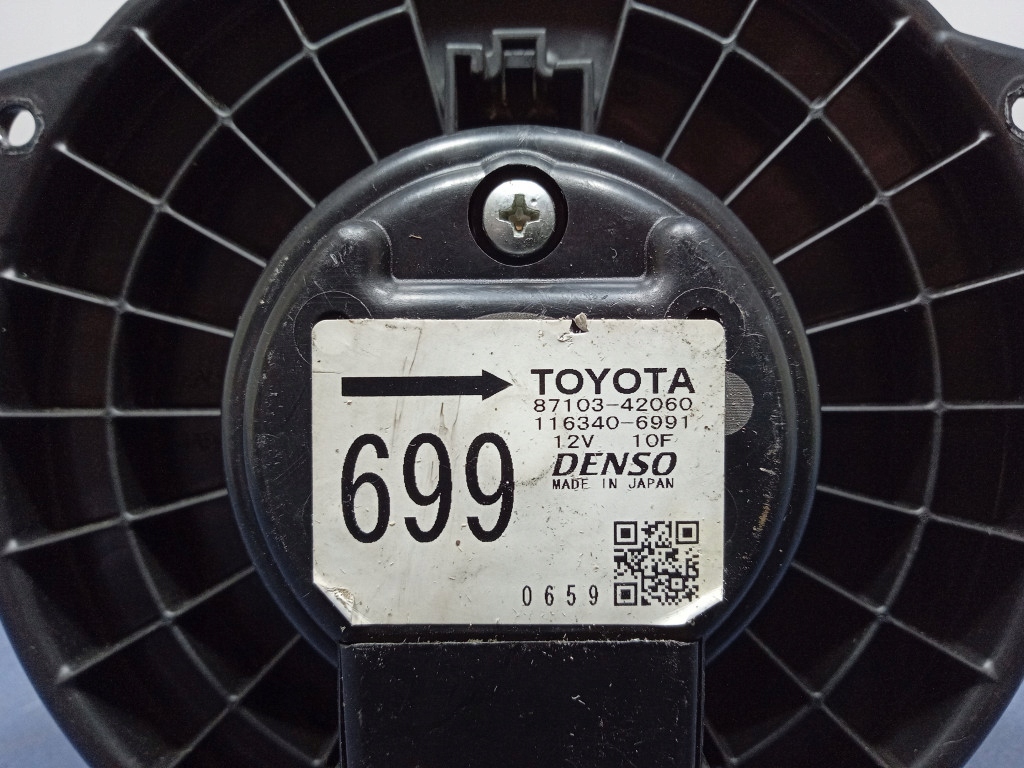 TOYOTA
87103-42060
116340-6991
12V 10F
DENSO
MADE IN JAPAN
699
0659